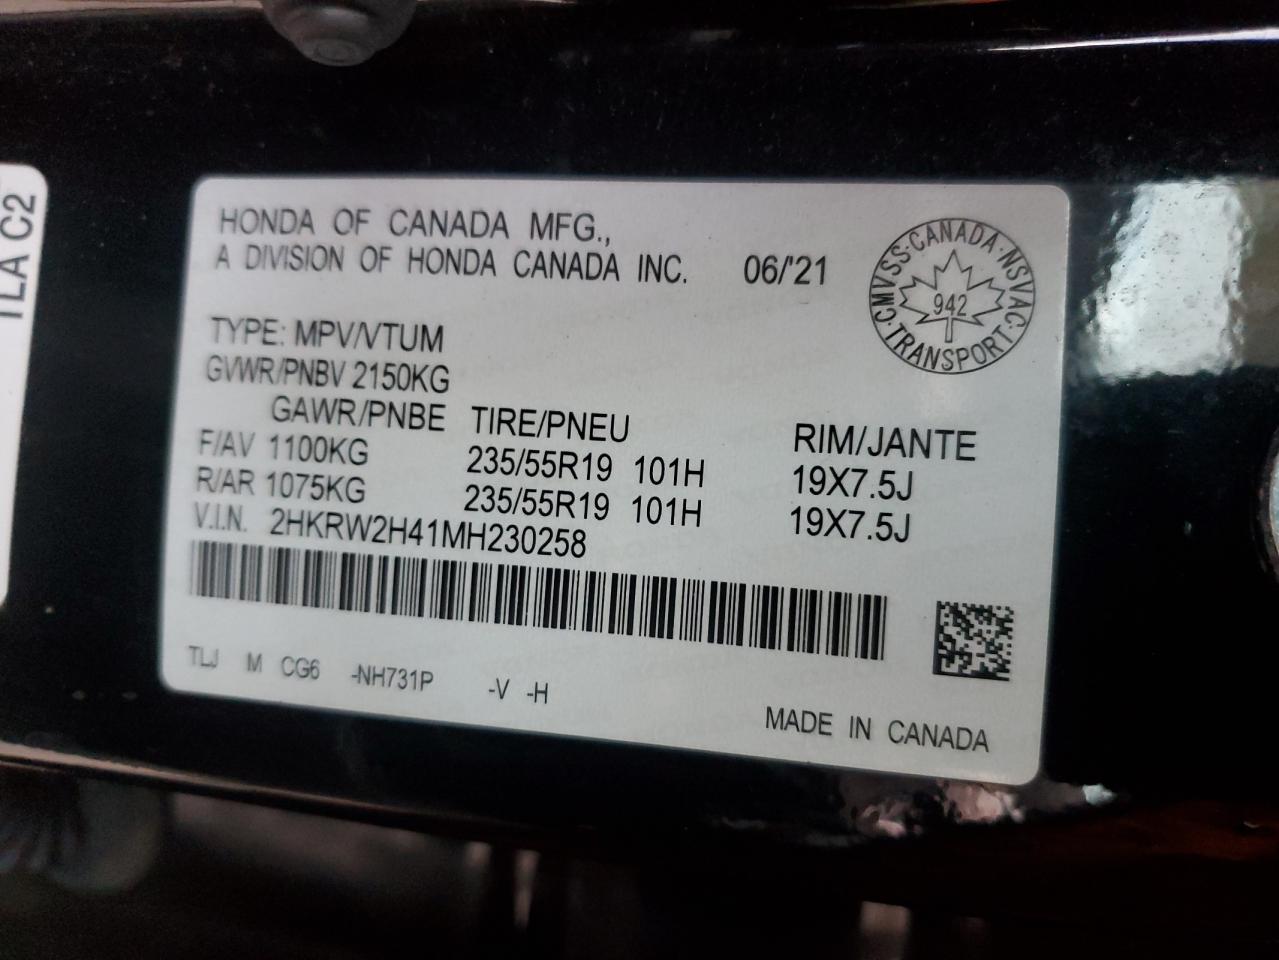 TLA C2
HONDA OF CANADA MFG.,
A DIVISION OF HONDA CANADA INC. 06/'21
CMVSS·CANADA·NSVAC·TRANSPORT·
942
TYPE: MPV/VTUM
GVWR/PNBV 2150KG
GAWR/PNBE TIRE/PNEU RIM/JANTE
F/AV 1100KG 235/55R19 101H 19X7.5J
R/AR 1075KG 235/55R19 101H 19X7.5J
V.I.N. 2HKRW2H41MH230258
TLJ M CG6 -NH731P -V -H
MADE IN CANADA